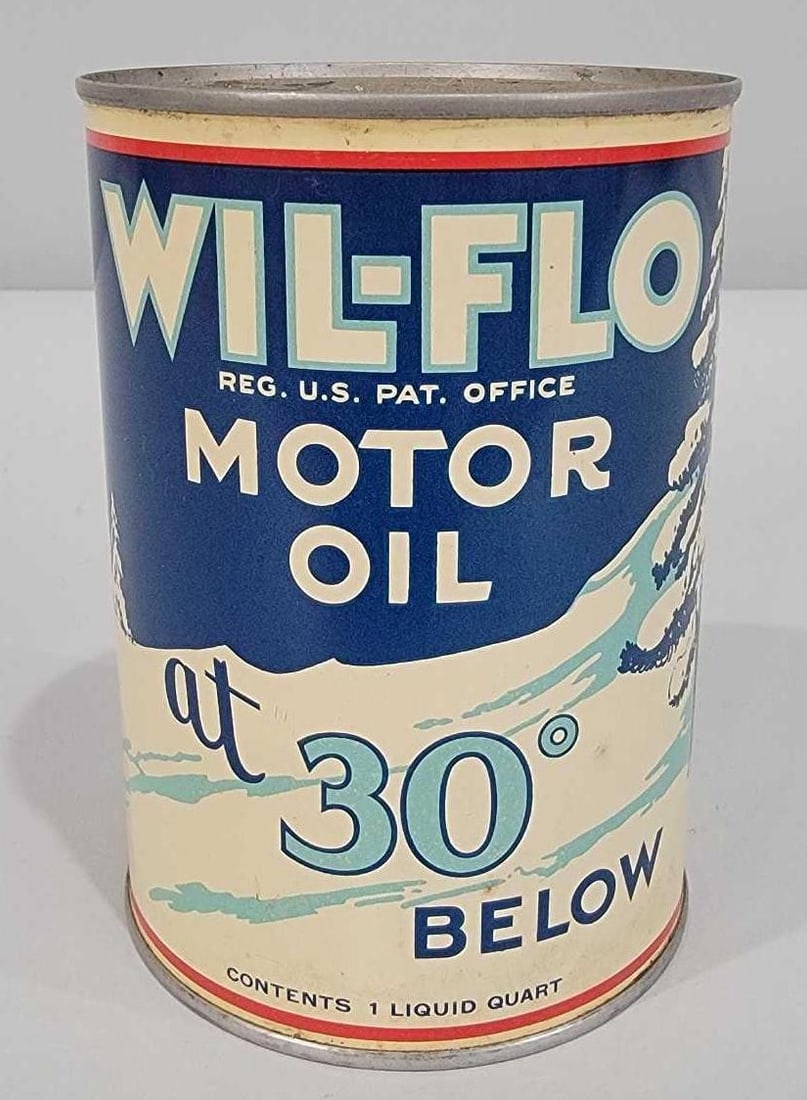 WIL-FLO
REG. U.S. PAT. OFFICE
MOTOR
OIL
at
30°
BELOW
CONTENTS 1 LIQUID QUART